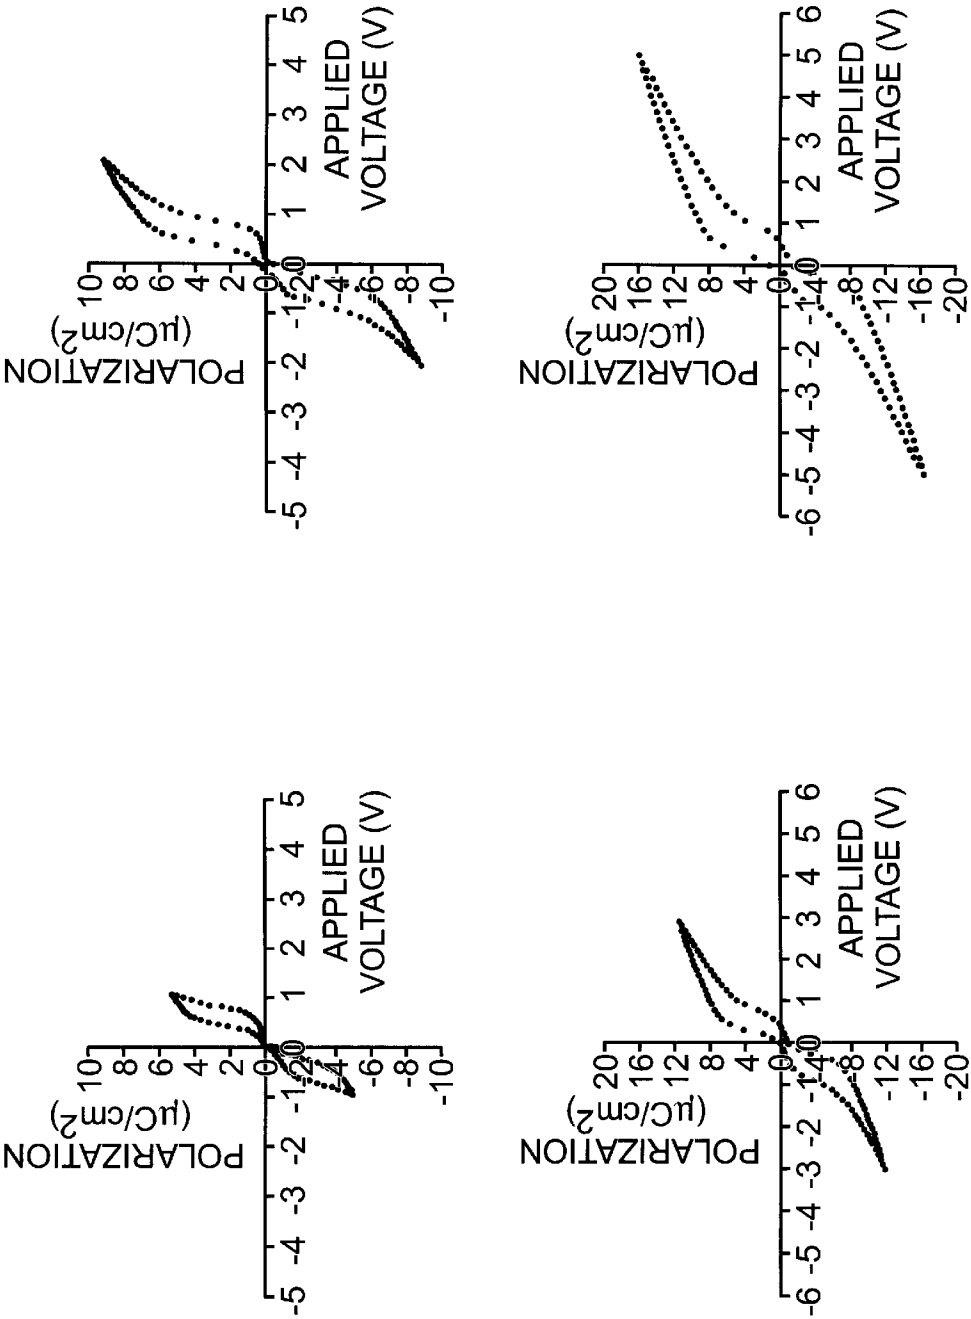 POLARIZATION
(µC/cm²)
10
8
6
4
2
0
-2
-4
-6
-8
-10
-5 -4 -3 -2 -1 0 1 2 3 4 5
APPLIED
VOLTAGE (V)
POLARIZATION
(µC/cm²)
10
8
6
4
2
0
-2
-4
-6
-8
-10
-5 -4 -3 -2 -1 0 1 2 3 4 5
APPLIED
VOLTAGE (V)
POLARIZATION
(µC/cm²)
20
16
12
8
4
0
-4
-8
-12
-16
-20
-6 -5 -4 -3 -2 -1 0 1 2 3 4 5 6
APPLIED
VOLTAGE (V)
POLARIZATION
(µC/cm²)
20
16
12
8
4
0
-4
-8
-12
-16
-20
-6 -5 -4 -3 -2 -1 0 1 2 3 4 5 6
APPLIED
VOLTAGE (V)